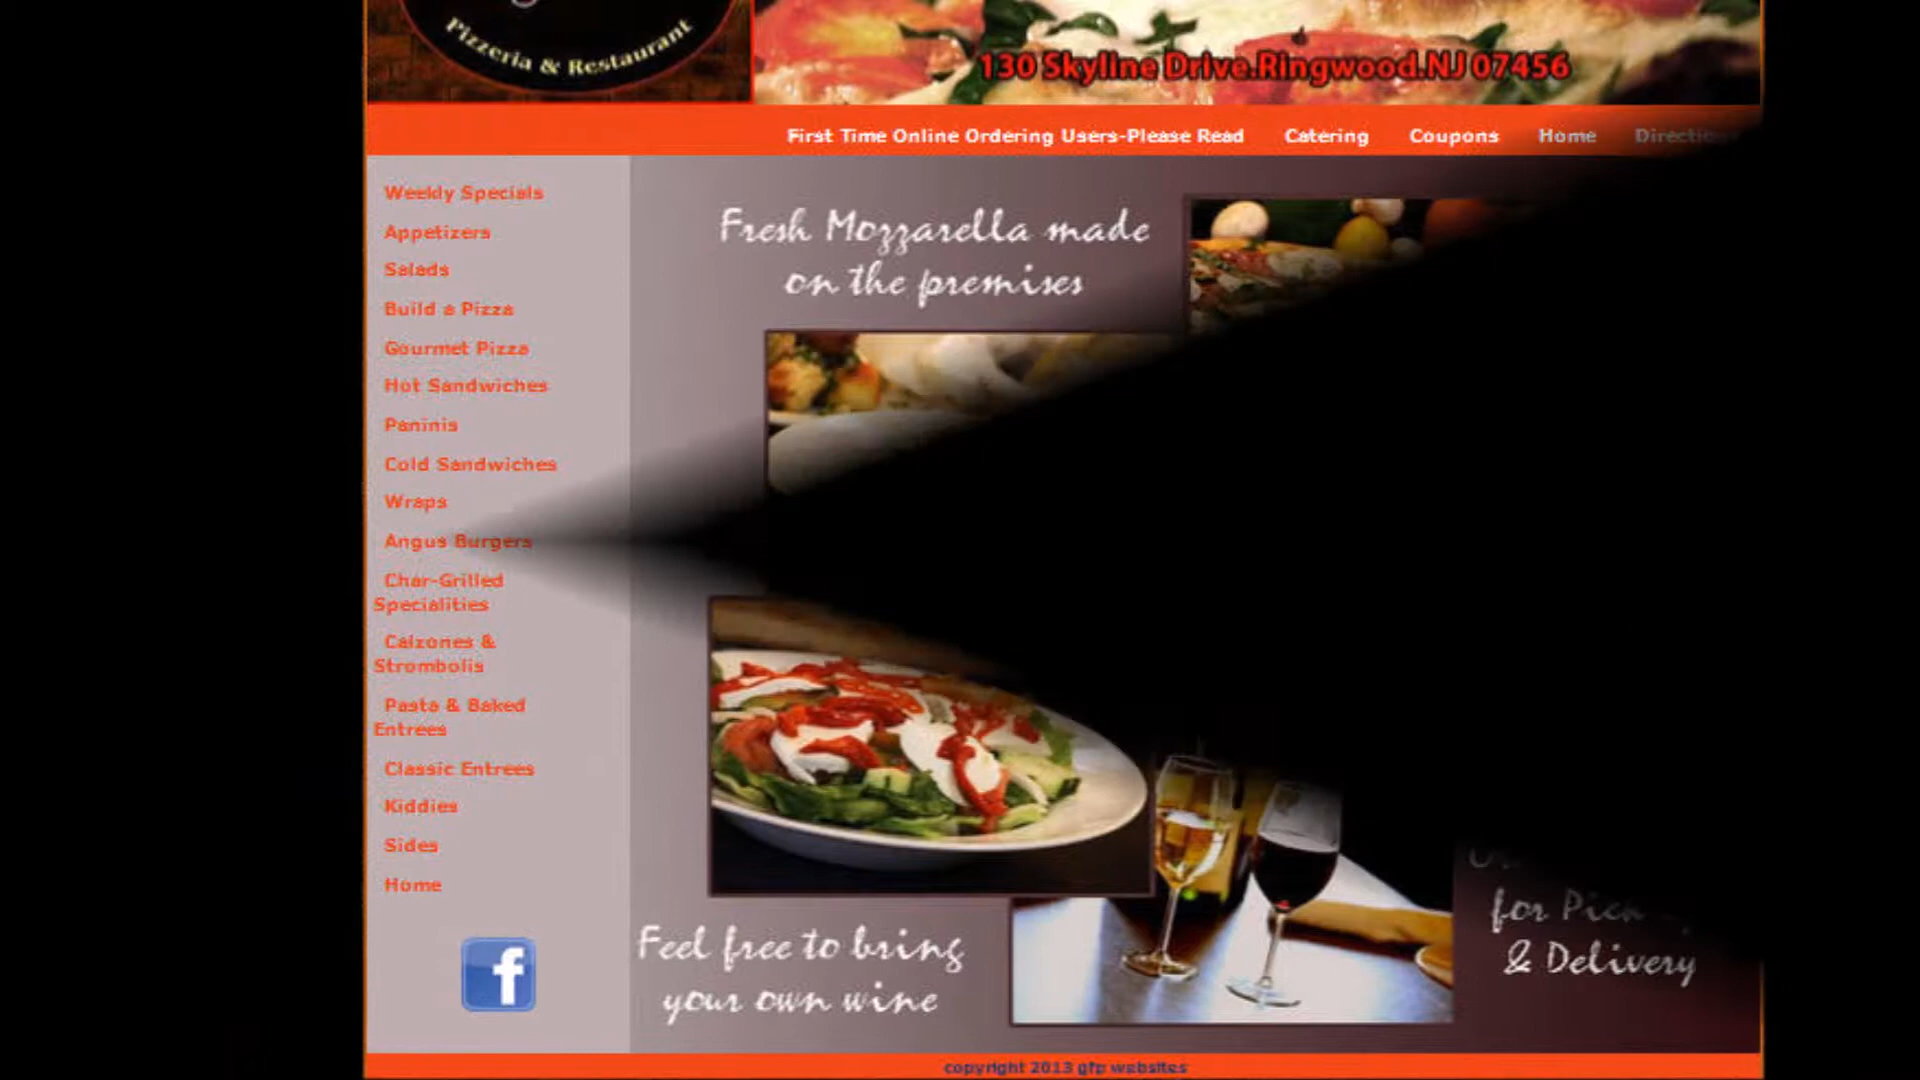 Pizzeria & Restaurant
130 Skyline Drive.Ringwood.NJ 07456
First Time Online Ordering Users-Please Read Catering Coupons Home
Weekly Specials
Appetizers
Salads
Build a Pizza
Gourmet Pizza
Hot Sandwiches
Paninis
Cold Sandwiches
Wraps
Angus Burgers
Char-Grilled
Specialities
Calzones &
Strombolis
Pasta & Baked
Entrees
Classic Entrees
Kiddies
Sides
Home
Fresh Mozzarella made
on the premises
Feel free to bring
your own wine
for
& Delivery
copyright 2013 gfp websites